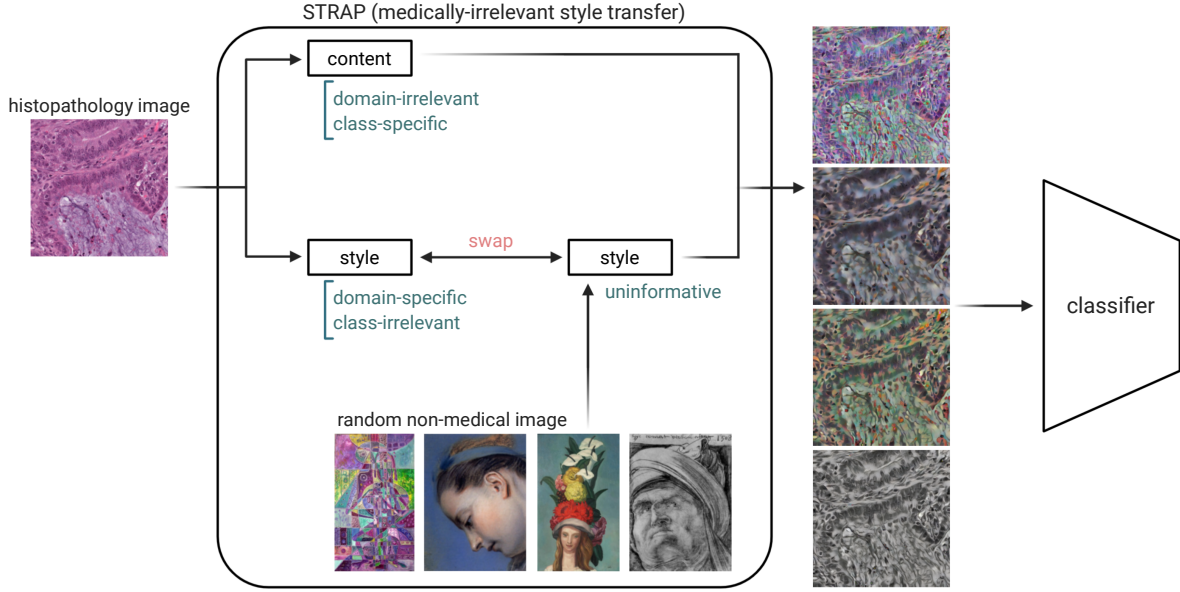 STRAP (medically-irrelevant style transfer)
content
domain-irrelevant
class-specific
histopathology image
swap
style
style
domain-specific
class-irrelevant
uninformative
classifier
random non-medical image